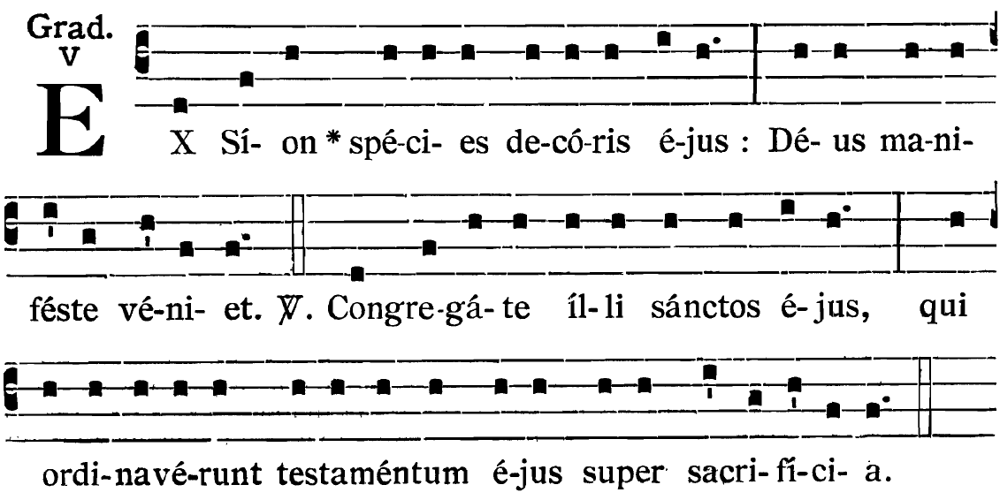 Grad.
V
EX Sí- on * spé-ci- es de-có-ris é-jus : Dé- us ma-ni-
féste vé-ni- et. ℣. Congre-gá- te íl- li sánctos é- jus, qui
ordi-navé-runt testaméntum é-jus super sacri- fí-ci- a.